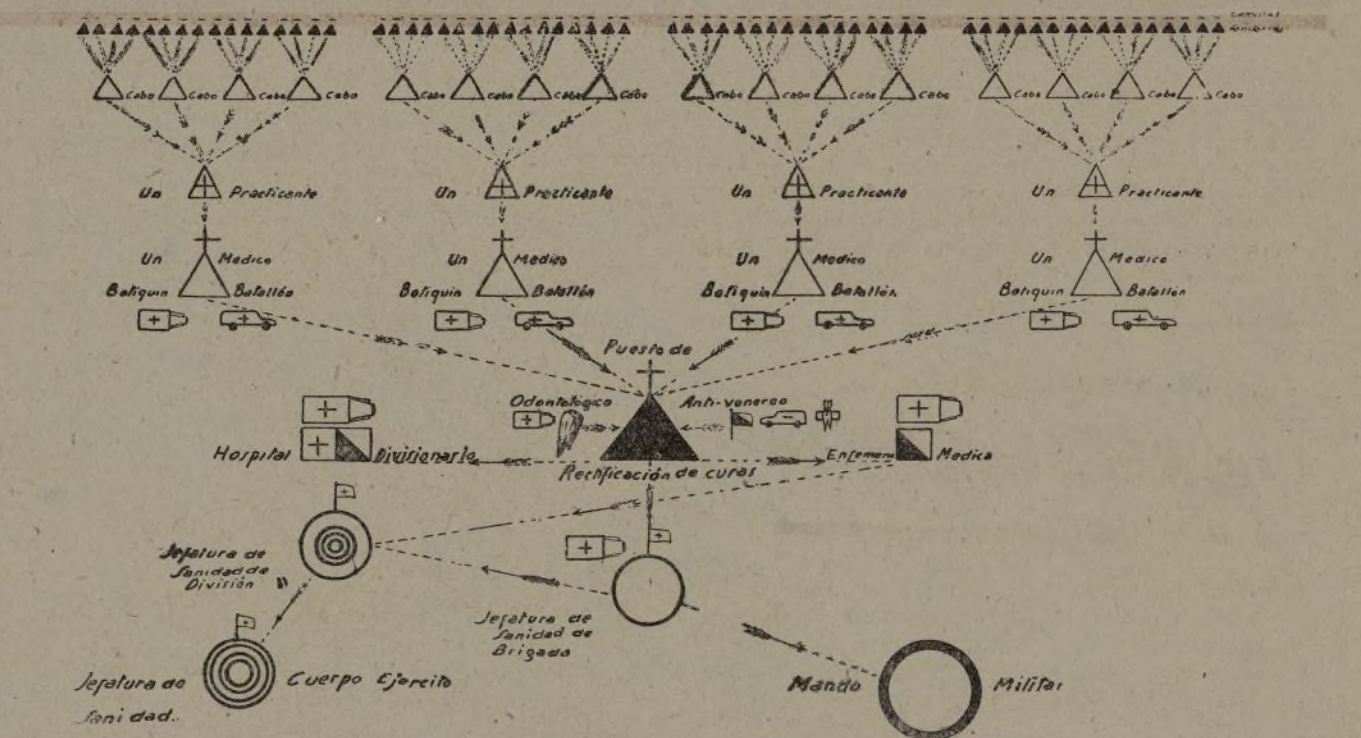 Camillas
Cabo Cabo Cabo Cabo Cabo Cabo Cabo Cabo Cabo Cabo Cabo Cabo Cabo Cabo Cabo Cabo
Un Practicante Un Practicante Un Practicante Un Practicante
Un Medico Un Medico Un Medico Un Medico
Botiquin Batallón Botiquin Batallón Botiquin Batallón Botiquin Batallón
Puesto de
Odontológico Anti-venereo
Hospital Divisionario Enfermeria Medica
Rectificación de curas
Jefatura de
Sanidad de
División
Jefatura de
Sanidad de
Brigada
Jefatura de Cuerpo Ejercito
Sanidad..
Mando Militar